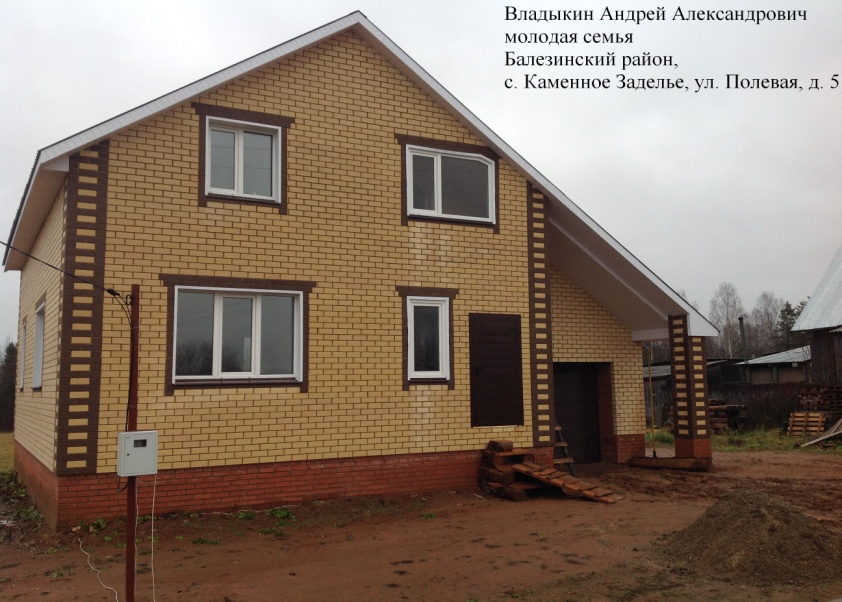 Владыкин Андрей Александрович
молодая семья
Балезинский район,
с. Каменное Заделье, ул. Полевая, д. 5